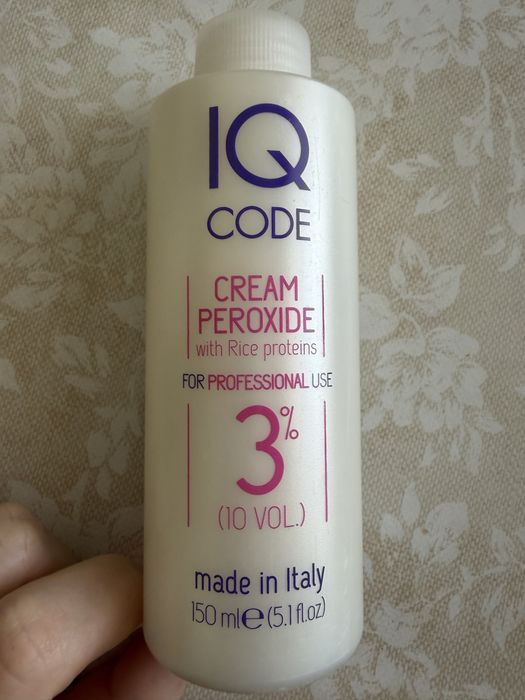 IQ
CODE
CREAM
PEROXIDE
with Rice proteins
FOR PROFESSIONAL USE
3%
(10 VOL.)
made in Italy
150 ml ℮ (5.1 fl.oz)